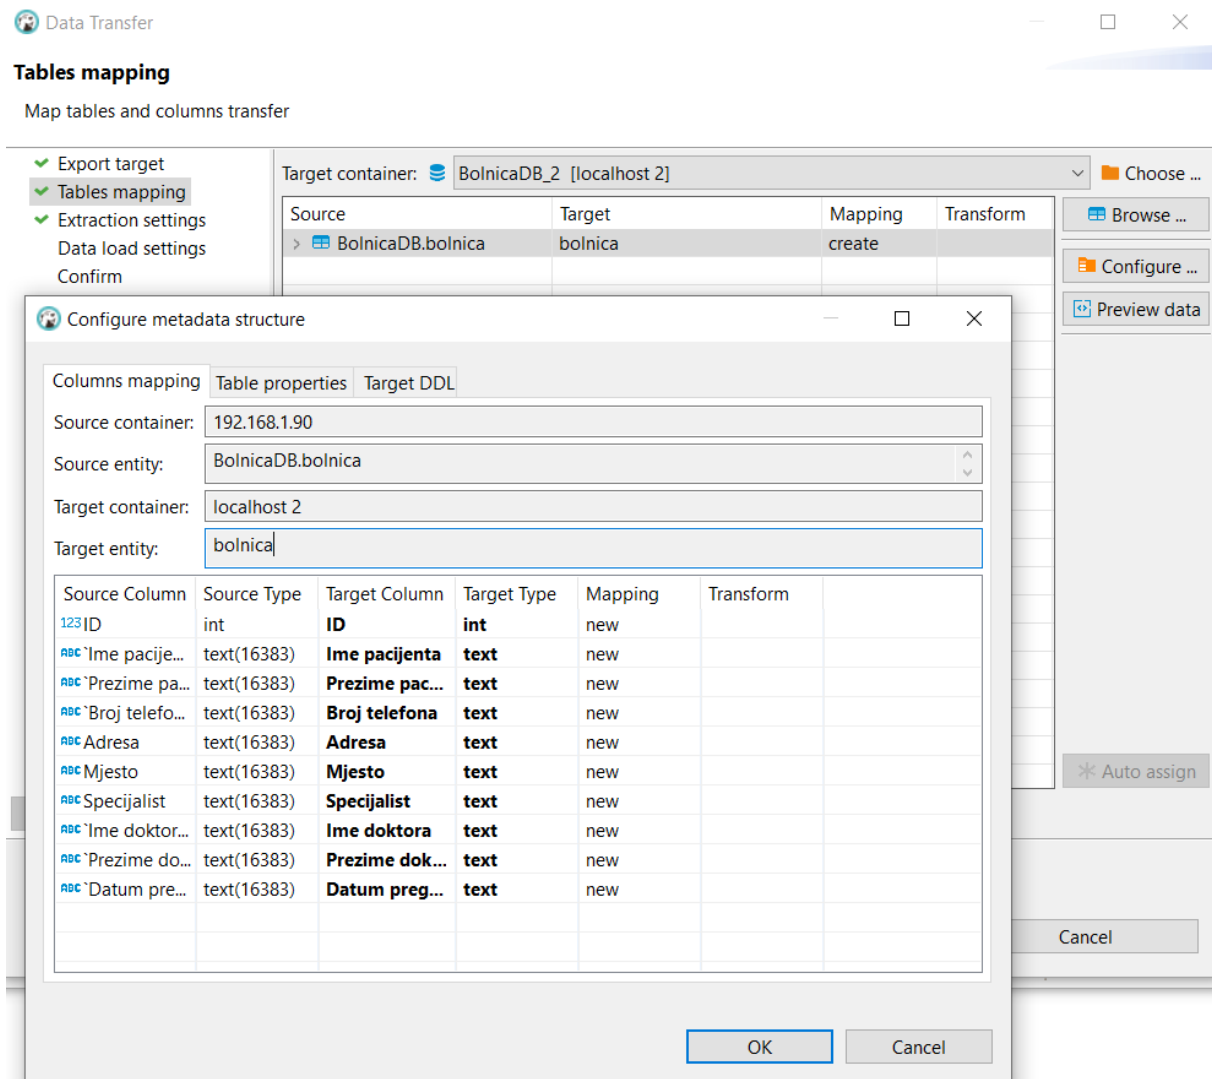 Data Transfer
Tables mapping
Map tables and columns transfer
Export target
Tables mapping
Extraction settings
Data load settings
Confirm
Target container: BolnicaDB_2 [localhost 2] Choose ...
Source Target Mapping Transform
BolnicaDB.bolnica bolnica create
Browse ...
Configure ...
Preview data
Auto assign
Cancel
Configure metadata structure
Columns mapping Table properties Target DDL
Source container: 192.168.1.90
Source entity: BolnicaDB.bolnica
Target container: localhost 2
Target entity: bolnica
Source Column Source Type Target Column Target Type Mapping Transform
123 ID int ID int new
ABC `Ime pacije... text(16383) Ime pacijenta text new
ABC `Prezime pa... text(16383) Prezime pac... text new
ABC `Broj telefo... text(16383) Broj telefona text new
ABC Adresa text(16383) Adresa text new
ABC Mjesto text(16383) Mjesto text new
ABC Specijalist text(16383) Specijalist text new
ABC `Ime doktor... text(16383) Ime doktora text new
ABC `Prezime do... text(16383) Prezime dok... text new
ABC `Datum pre... text(16383) Datum preg... text new
OK Cancel